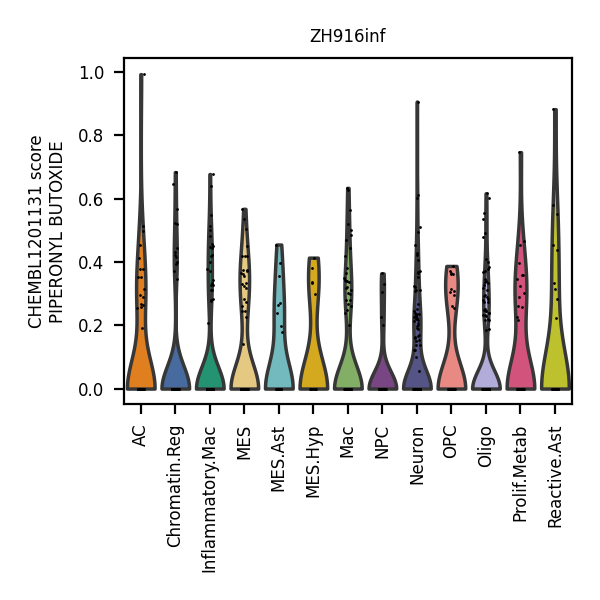 ZH916inf
CHEMBL1201131 score
PIPERONYL BUTOXIDE
1.0
0.8
0.6
0.4
0.2
0.0
AC
Chromatin.Reg
Inflammatory.Mac
MES
MES.Ast
MES.Hyp
Mac
NPC
Neuron
OPC
Oligo
Prolif.Metab
Reactive.Ast